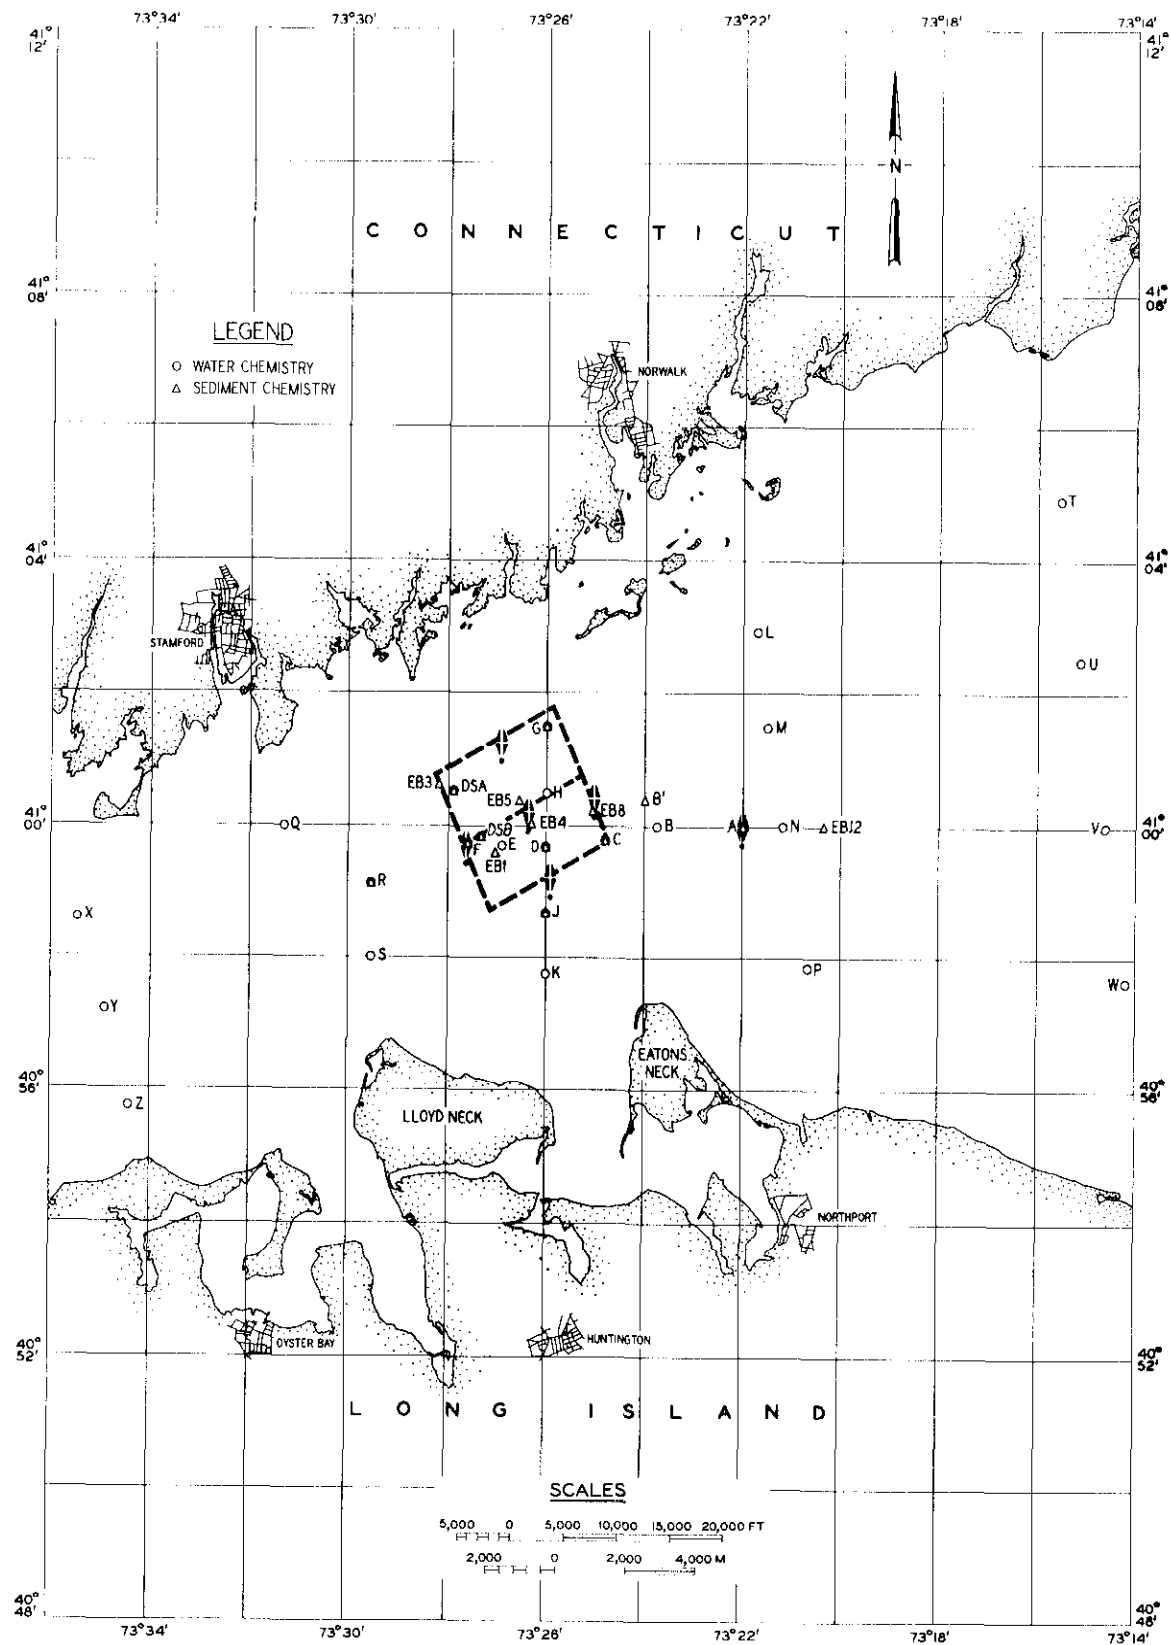 73°34' 73°30' 73°26' 73°22' 73°18' 73°14'
41° 12'
41° 12'
N
C O N N E C T I C U T
41° 08'
41° 08'
LEGEND
○ WATER CHEMISTRY
△ SEDIMENT CHEMISTRY
NORWALK
T
41° 04'
41° 04'
STAMFORD
L
U
G
M
EB3
DSA
EB5
H
B'
EB8
41° 00'
Q
DSB
EB4
B
A
N
EB12
V
41° 00'
F
E
D
C
EB1
R
X
J
S
K
P
W
Y
EATONS
NECK
40° 56'
40° 56'
Z
LLOYD NECK
NORTHPORT
OYSTER BAY
HUNTINGTON
40° 52'
40° 52'
L O N G I S L A N D
SCALES
5,000 0 5,000 10,000 15,000 20,000 FT
2,000 0 2,000 4,000 M
40° 48'
40° 48'
73°34' 73°30' 73°26' 73°22' 73°18' 73°14'